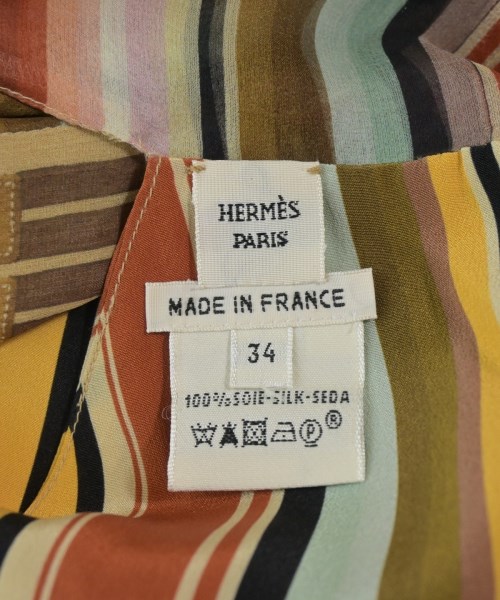 HERMÈS
PARIS
MADE IN FRANCE
34
100%SOIE-SILK-SEDA
P®